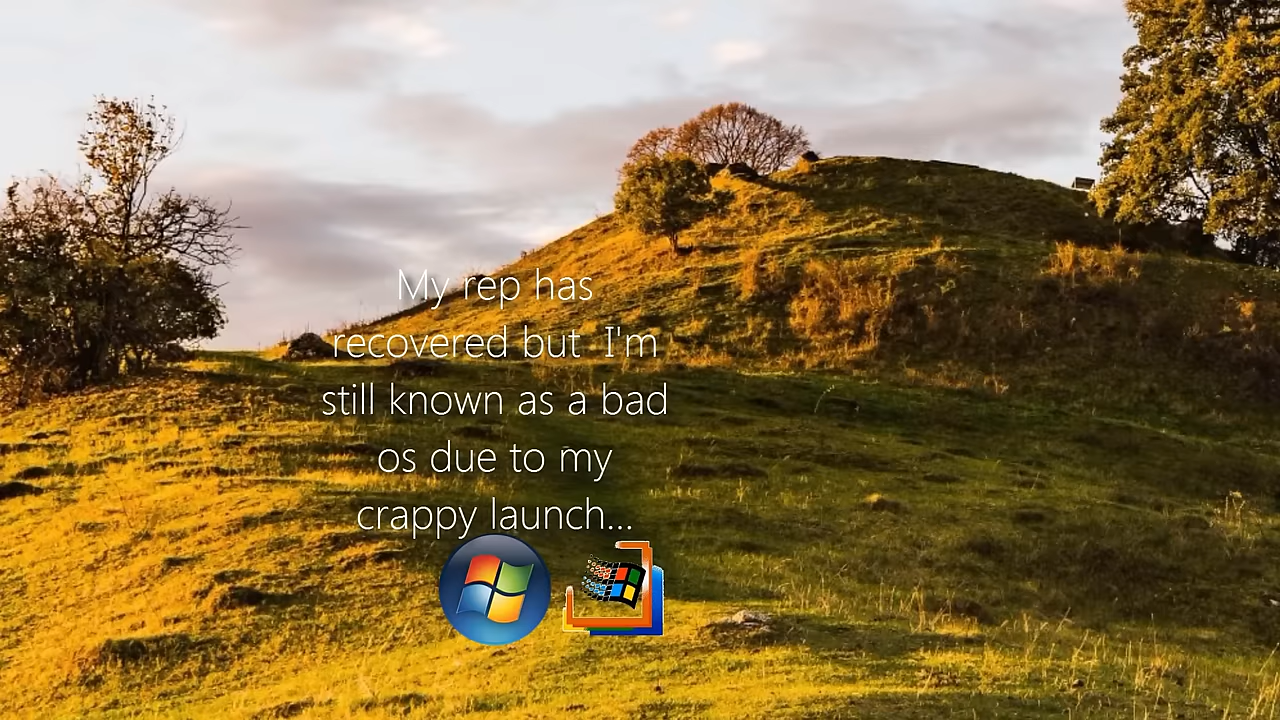 My rep has
recovered but  I'm
still known as a bad
os due to my
crappy launch...